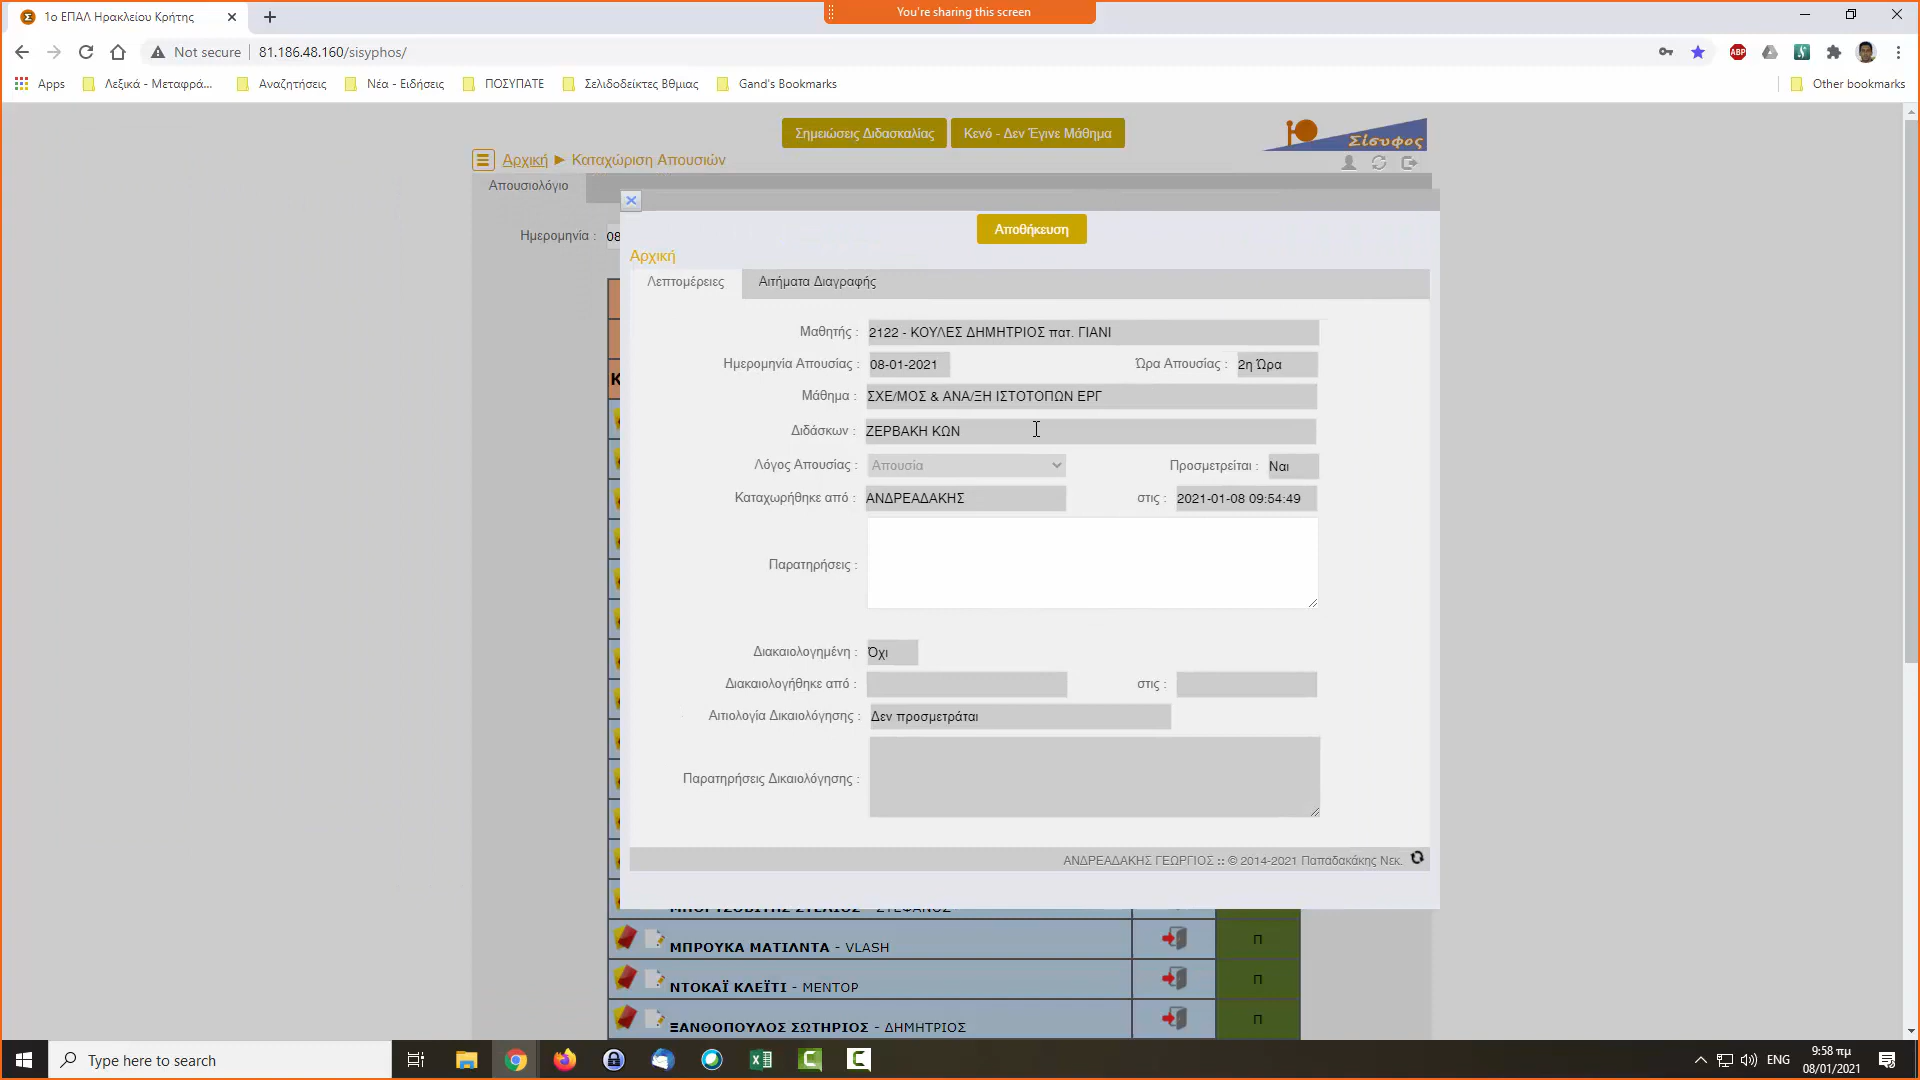 1ο ΕΠΑΛ Ηρακλείου Κρήτης
You're sharing this screen
Not secure
81.186.48.160/sisyphos/
Apps
Λεξικά - Μεταφρά...
Αναζητήσεις
Νέα - Ειδήσεις
ΠΟΣΥΠΑΤΕ
Σελιδοδείκτες Βθμιας
Gand's Bookmarks
Other bookmarks
Σημειώσεις Διδασκαλίας
Κενό - Δεν Έγινε Μάθημα
Σίσυφος
Αρχική ► Καταχώριση Απουσιών
Απουσιολόγιο
Ημερομηνία : 08
Αποθήκευση
Αρχική
Λεπτομέρειες
Αιτήματα Διαγραφής
Μαθητής : 2122 - ΚΟΥΛΕΣ ΔΗΜΗΤΡΙΟΣ πατ. ΓΙΑΝΙ
Ημερομηνία Απουσίας : 08-01-2021 Ώρα Απουσίας : 2η Ώρα
Μάθημα : ΣΧΕ/ΜΟΣ & ΑΝΑ/ΞΗ ΙΣΤΟΤΟΠΩΝ ΕΡΓ
Διδάσκων : ΖΕΡΒΑΚΗ ΚΩΝ
Λόγος Απουσίας : Απουσία Προσμετρείται : Ναι
Καταχωρήθηκε από : ΑΝΔΡΕΑΔΑΚΗΣ στις : 2021-01-08 09:54:49
Παρατηρήσεις :
Διακαιολογημένη : Όχι
Διακαιολογήθηκε από : στις :
Αιτιολογία Δικαιολόγησης : Δεν προσμετράται
Παρατηρήσεις Δικαιολόγησης :
ΑΝΔΡΕΑΔΑΚΗΣ ΓΕΩΡΓΙΟΣ :: © 2014-2021 Παπαδακάκης Νεκ.
ΜΠΡΟΥΚΑ ΜΑΤΙΛΝΤΑ - VLASH Π
ΝΤΟΚΑΪ ΚΛΕΪΤΙ - MENTOP Π
ΞΑΝΘΟΠΟΥΛΟΣ ΣΩΤΗΡΙΟΣ - ΔΗΜΗΤΡΙΟΣ Π
Type here to search
ENG
9:58 πμ
08/01/2021